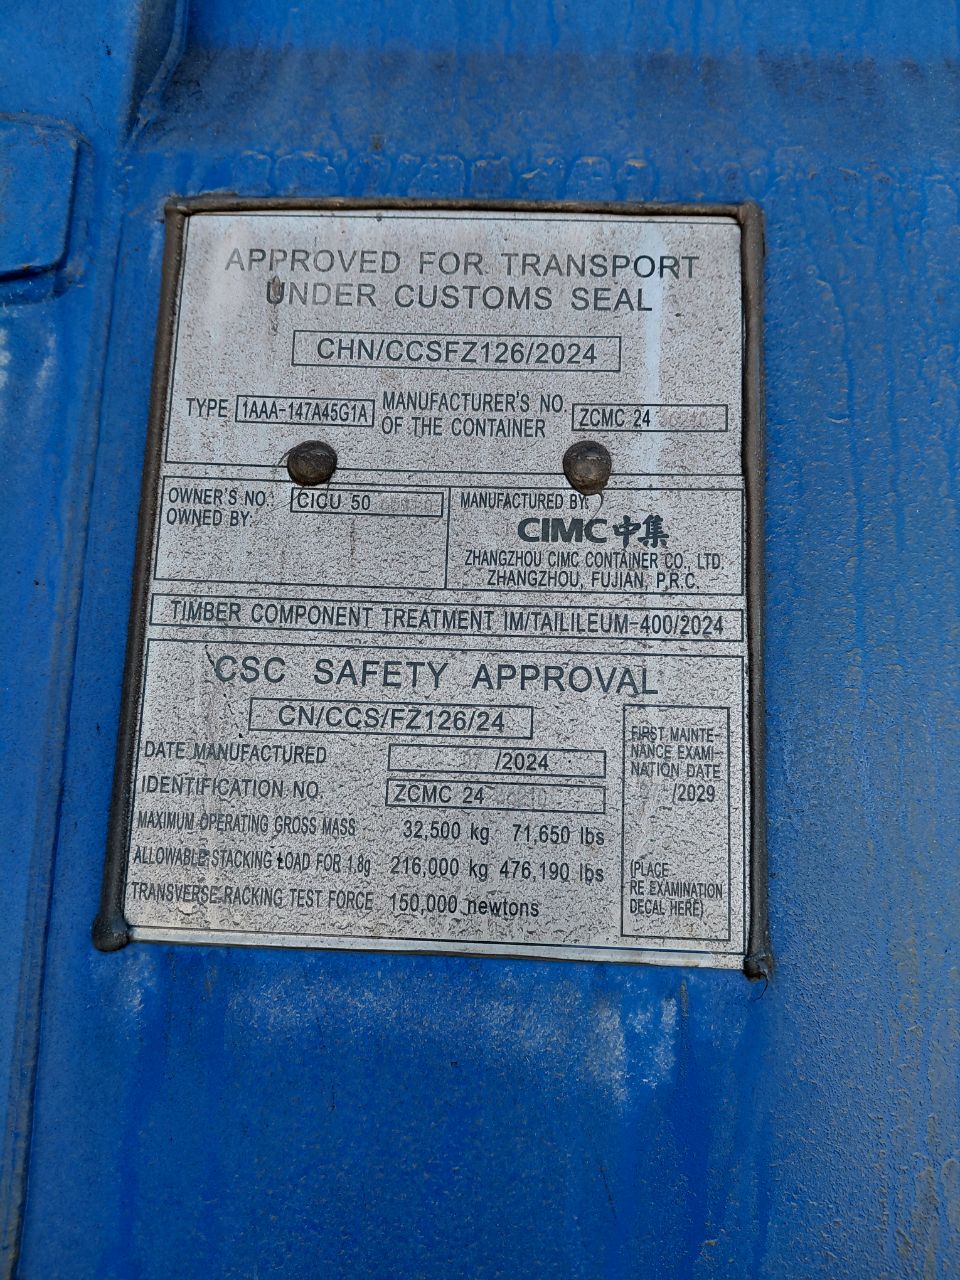 APPROVED FOR TRANSPORT
UNDER CUSTOMS SEAL
CHN/CCSFZ126/2024
TYPE 1AAA-147A45G1A MANUFACTURER'S NO. OF THE CONTAINER ZCMC 24
OWNER'S NO.: CICU 50
OWNED BY:
MANUFACTURED BY:
CIMC 中集
ZHANGZHOU CIMC CONTAINER CO., LTD
ZHANGZHOU, FUJIAN, P.R.C.
TIMBER COMPONENT TREATMENT IM/TAILILEUM-400/2024
CSC SAFETY APPROVAL
CN/CCS/FZ126/24
DATE MANUFACTURED /2024
IDENTIFICATION NO. ZCMC 24
MAXIMUM OPERATING GROSS MASS 32,500 kg 71,650 lbs
ALLOWABLE STACKING LOAD FOR 1.8g 216,000 kg 476,190 lbs
TRANSVERSE RACKING TEST FORCE 150,000 newtons
FIRST MAINTE-
NANCE EXAMI-
NATION DATE
/2029
(PLACE
RE EXAMINATION
DECAL HERE)